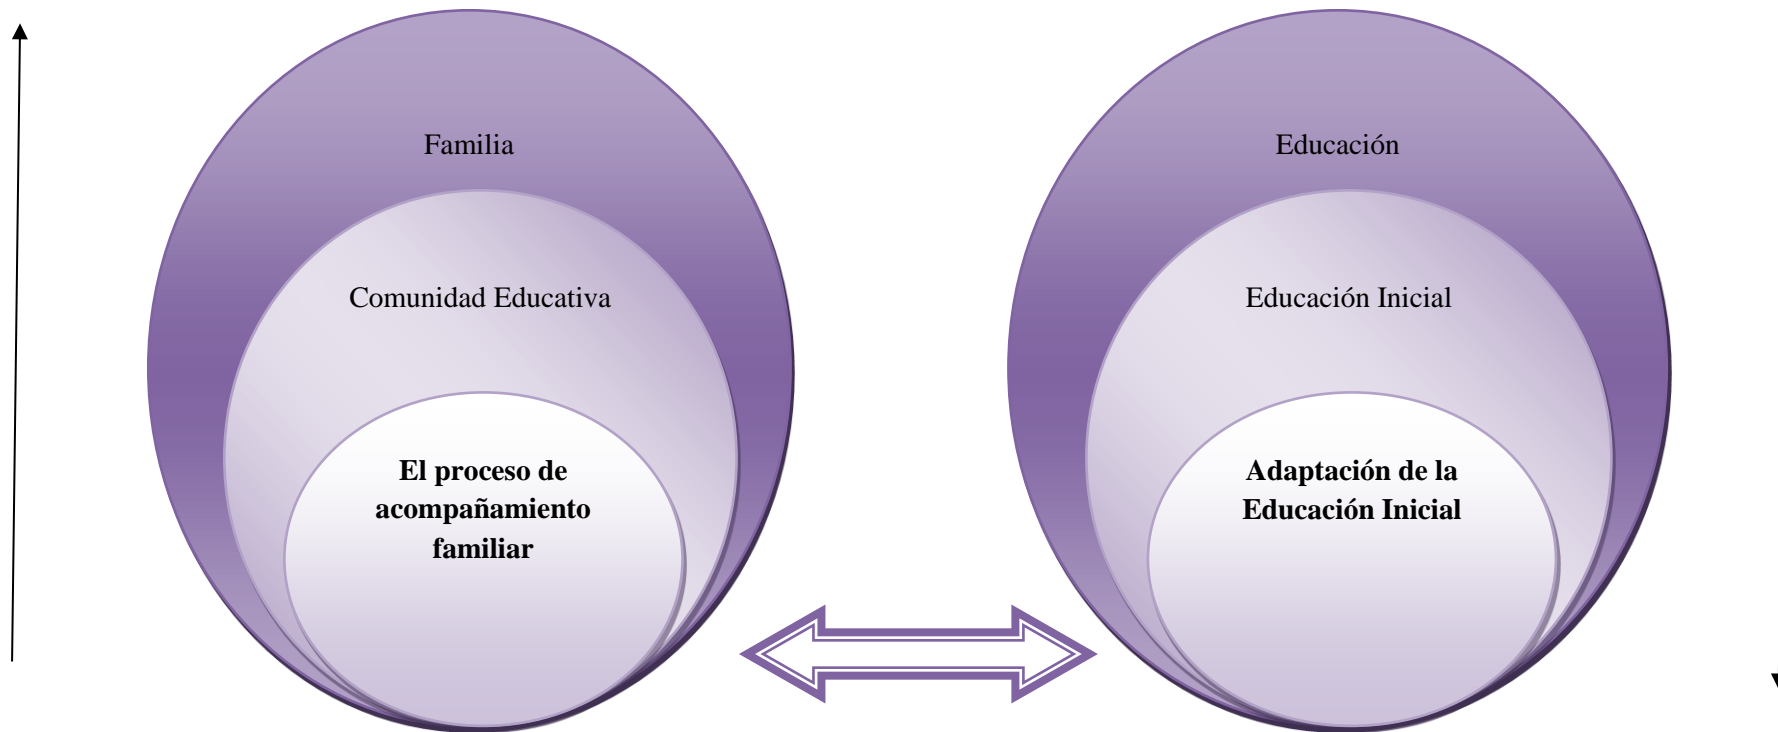 Familia
Comunidad Educativa
El proceso de
acompañamiento
familiar
Educación
Educación Inicial
Adaptación de la
Educación Inicial